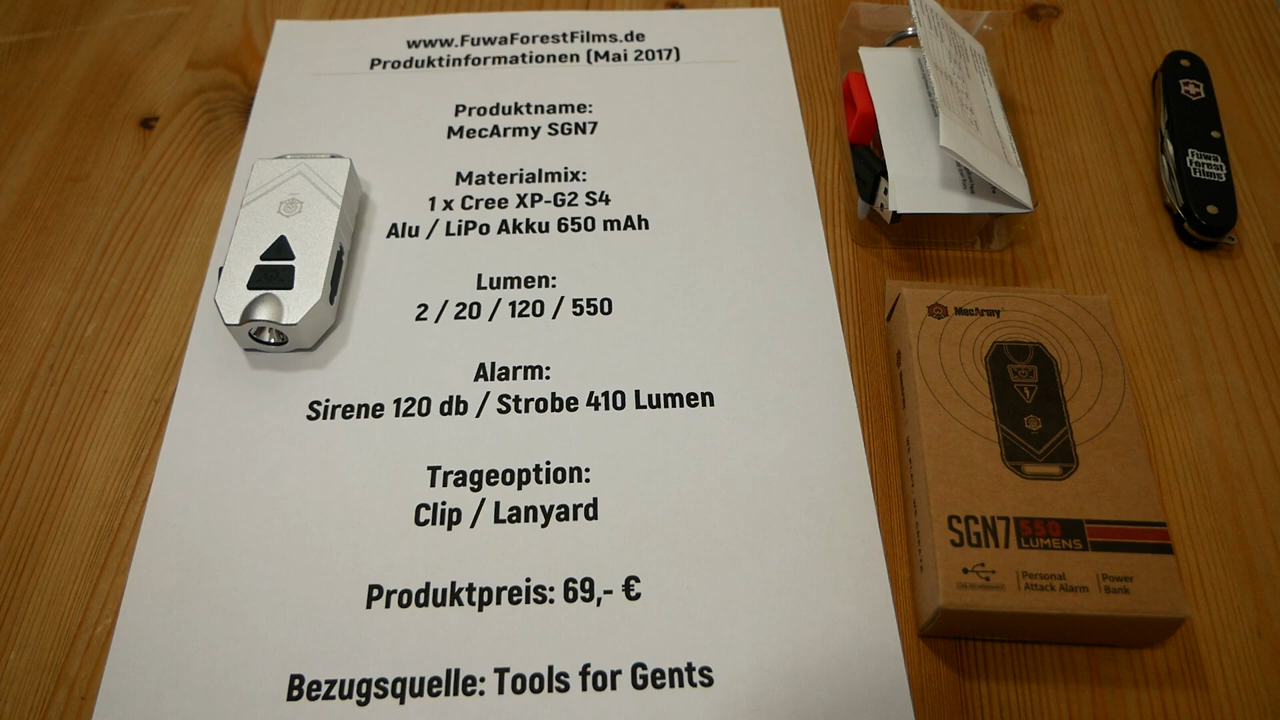 www.FuwaForestFilms.de
Produktinformationen (Mai 2017)
Produktname:
MecArmy SGN7
Materialmix:
1 x Cree XP-G2 S4
Alu / LiPo Akku 650 mAh
Lumen:
2 / 20 / 120 / 550
Alarm:
Sirene 120 db / Strobe 410 Lumen
Trageoption:
Clip / Lanyard
Produktpreis: 69,- €
Bezugsquelle: Tools for Gents
Fuwa
Forest
Films
MecArmy
SGN7 550
LUMENS
Personal
Attack Alarm
Power
Bank